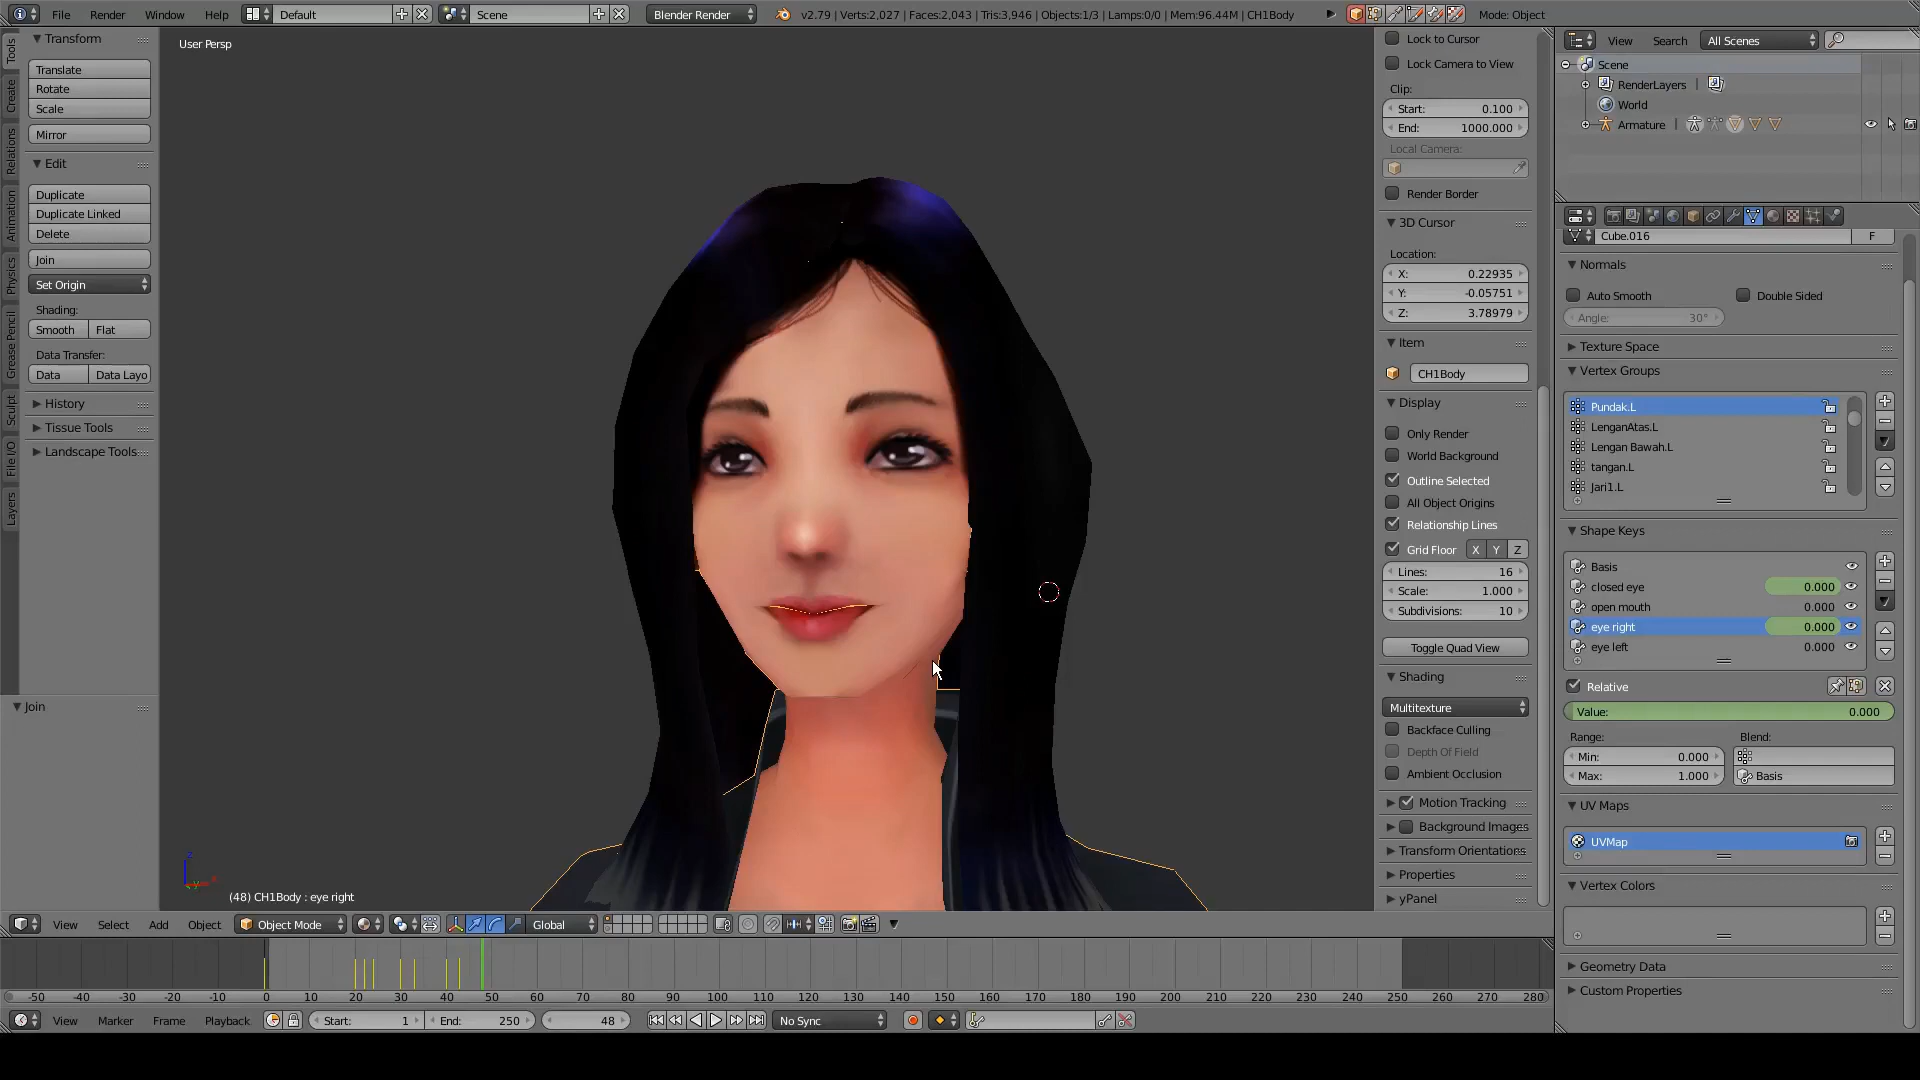 File Render Window Help Default Scene Blender Render v2.79 | Verts:2,027 | Faces:2,043 | Tris:3,946 | Objects:1/3 | Lamps:0/0 | Mem:96.44M | CH1Body Mode: Object
Tools
Create
Relations
Animation
Physics
Grease Pencil
Sculpt
File I/O
Layers
Transform
Translate
Rotate
Scale
Mirror
Edit
Duplicate
Duplicate Linked
Delete
Join
Set Origin
Shading:
Smooth Flat
Data Transfer:
Data Data Layo
History
Tissue Tools
Landscape Tools
Join
User Persp
(48) CH1Body : eye right
Lock to Cursor
Lock Camera to View
Clip:
Start: 0.100
End: 1000.000
Local Camera:
Render Border
3D Cursor
Location:
X: 0.22935
Y: -0.05751
Z: 3.78979
Item
CH1Body
Display
Only Render
World Background
Outline Selected
All Object Origins
Relationship Lines
Grid Floor X Y Z
Lines: 16
Scale: 1.000
Subdivisions: 10
Toggle Quad View
Shading
Multitexture
Backface Culling
Depth Of Field
Ambient Occlusion
Motion Tracking
Background Images
Transform Orientations
Properties
yPanel
View Search All Scenes
Scene
RenderLayers |
World
Armature |
Cube.016 F
Normals
Auto Smooth Double Sided
Angle: 30°
Texture Space
Vertex Groups
Pundak.L
LenganAtas.L
Lengan Bawah.L
tangan.L
Jari1.L
Shape Keys
Basis
closed eye 0.000
open mouth 0.000
eye right 0.000
eye left 0.000
Relative
Value: 0.000
Range: Blend:
Min: 0.000
Max: 1.000 Basis
UV Maps
UVMap
Vertex Colors
Geometry Data
Custom Properties
View Select Add Object Object Mode Global
-50 -40 -30 -20 -10 0 10 20 30 40 50 60 70 80 90 100 110 120 130 140 150 160 170 180 190 200 210 220 230 240 250 260 270 280
View Marker Frame Playback Start: 1 End: 250 48 No Sync